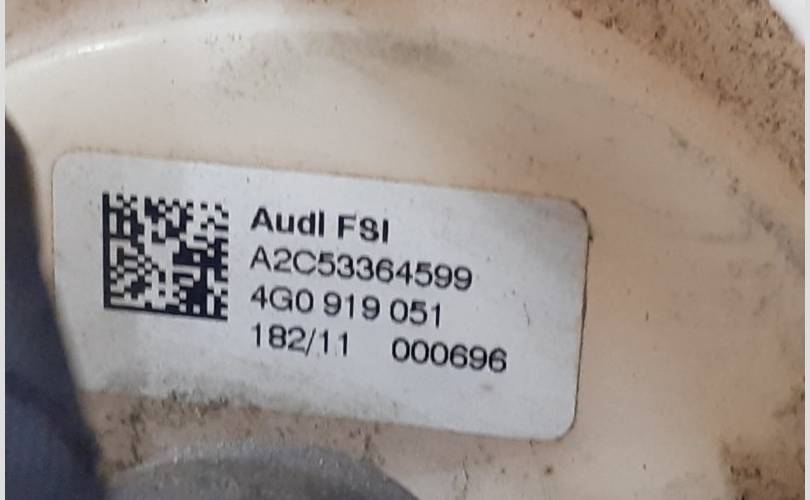 Audi FSI
A2C53364599
4G0 919 051
182/11 000696